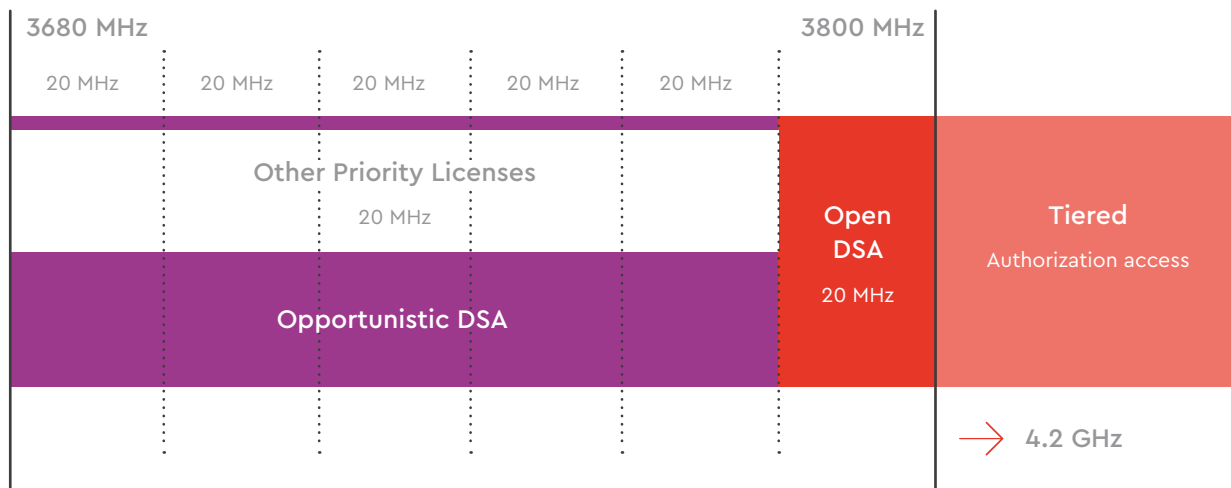 3680 MHz
3800 MHz
20 MHz
20 MHz
20 MHz
20 MHz
20 MHz
Other Priority Licenses
20 MHz
Opportunistic DSA
Open
DSA
20 MHz
Tiered
Authorization access
4.2 GHz